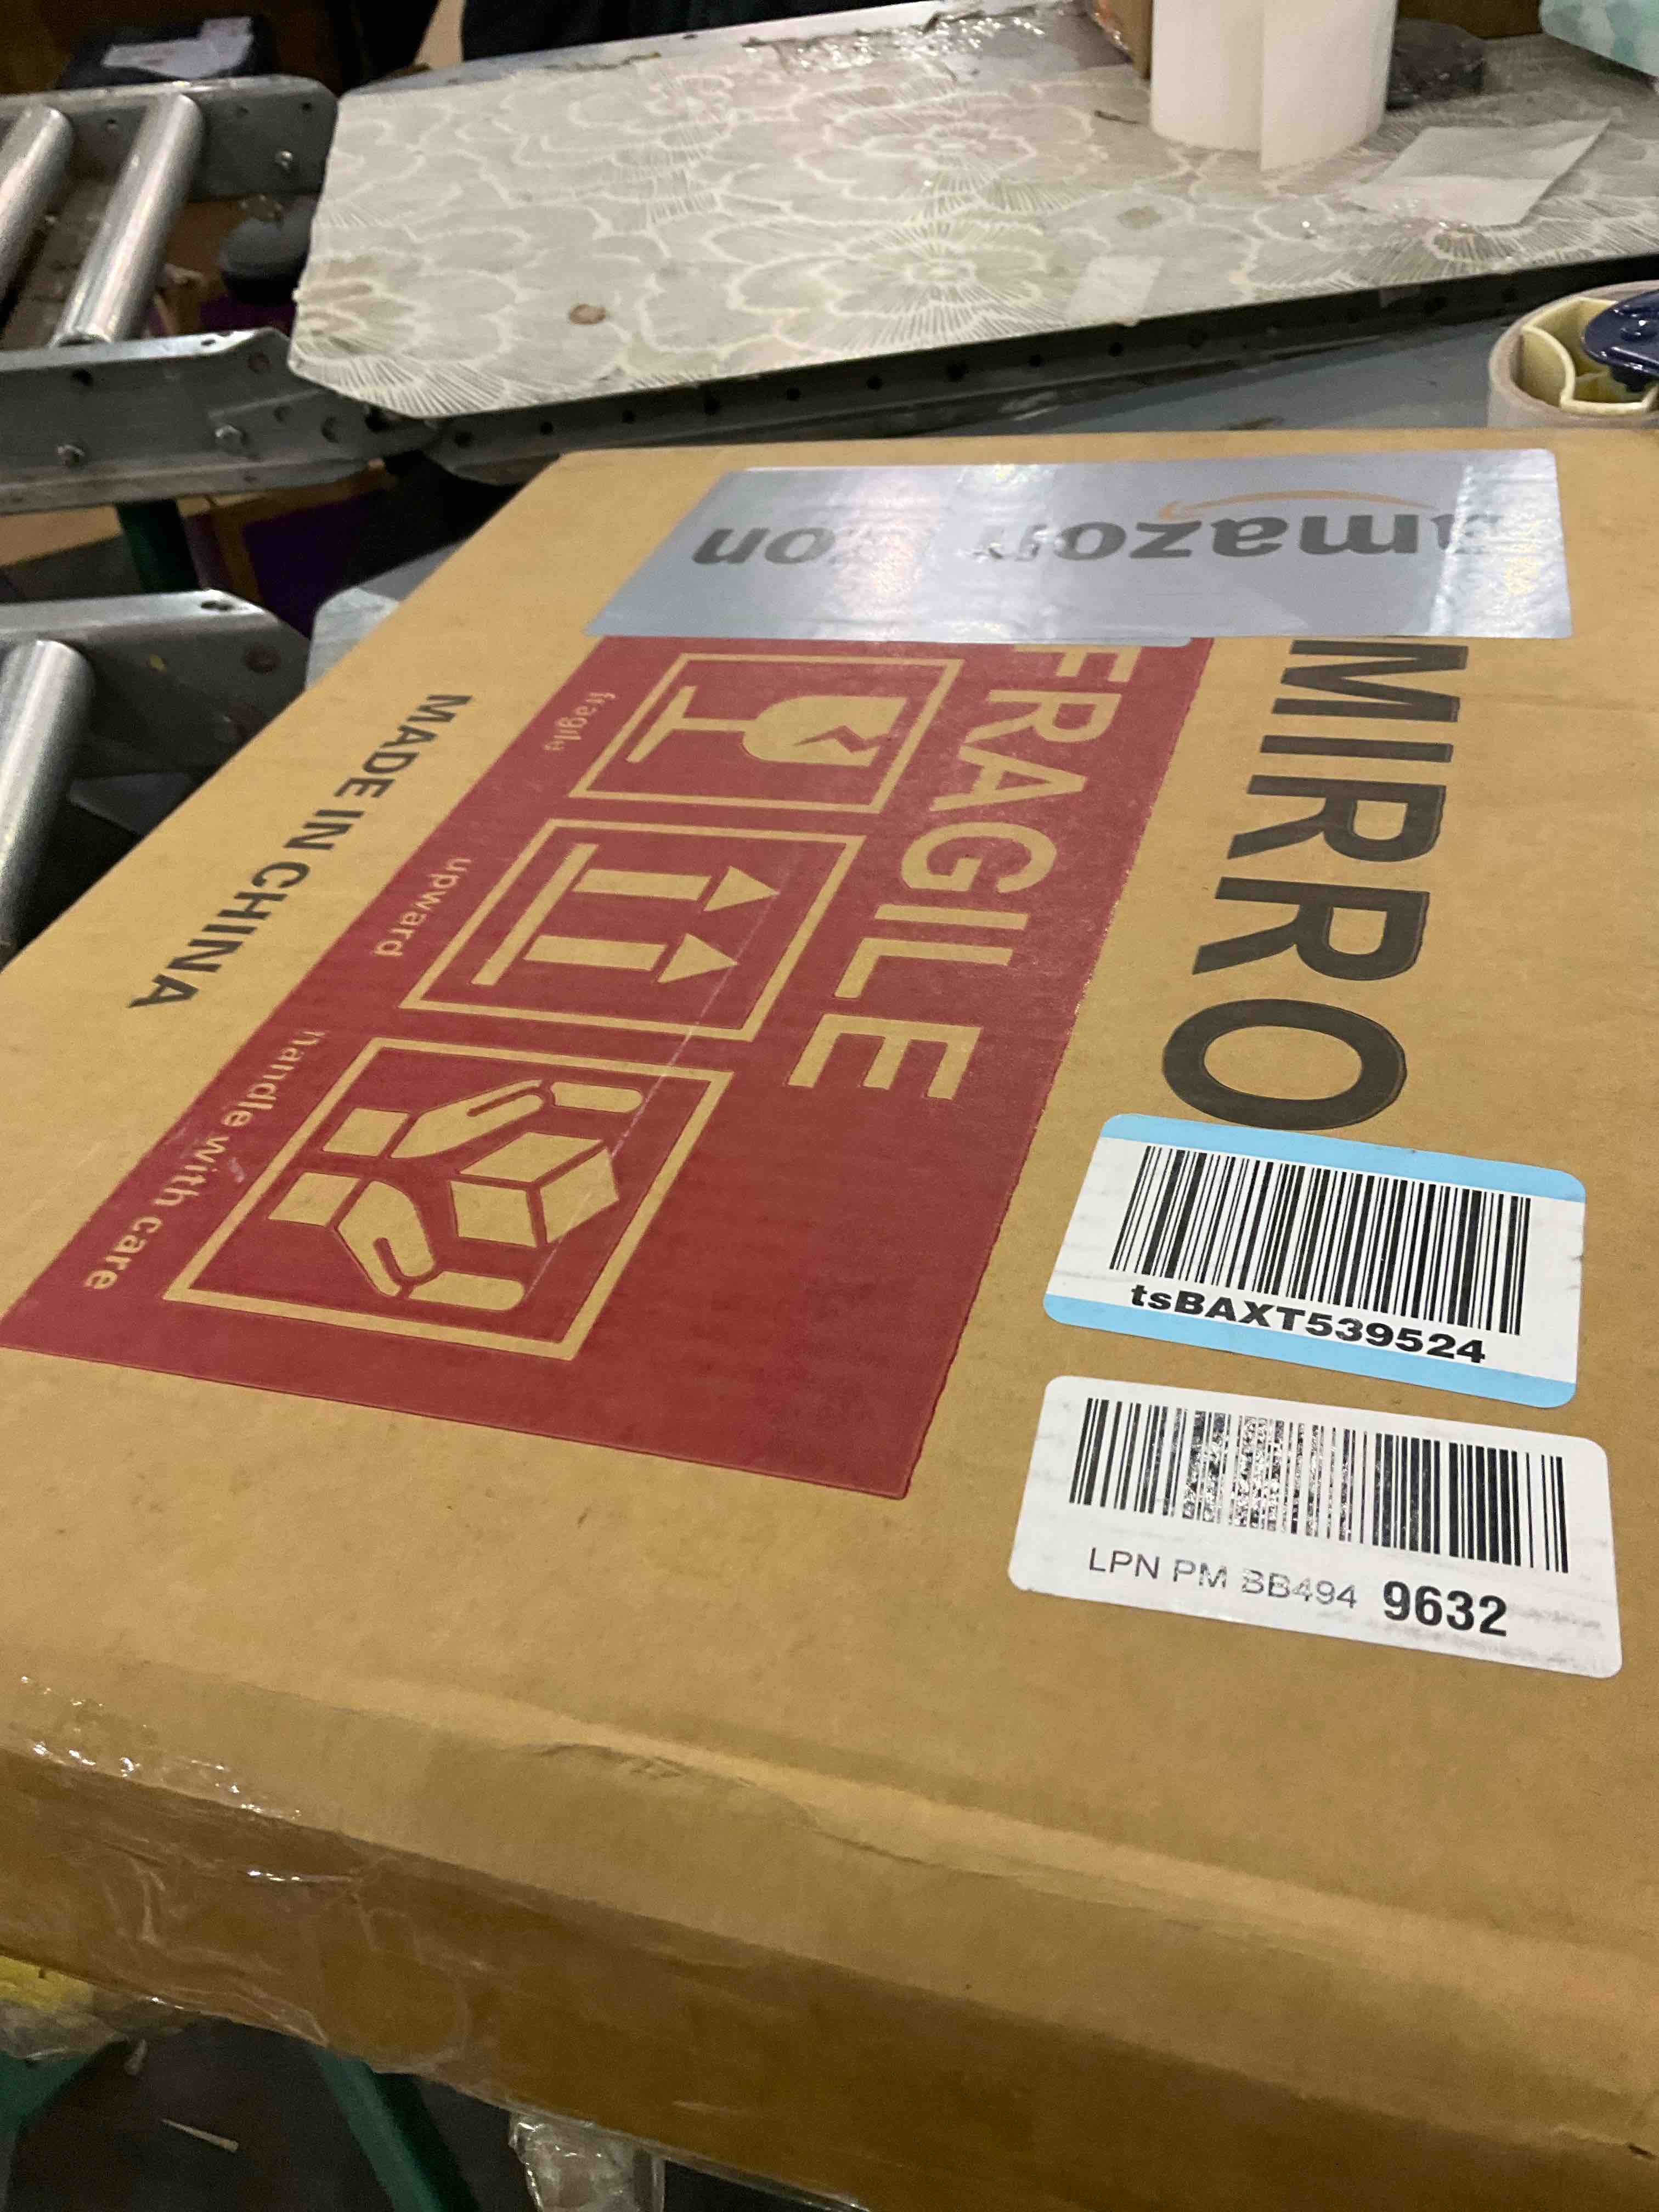 amazon
MIRRO
FRAGILE
fragile
upward
handle with care
MADE IN CHINA
tsBAXT539524
LPN PM BB494 9632